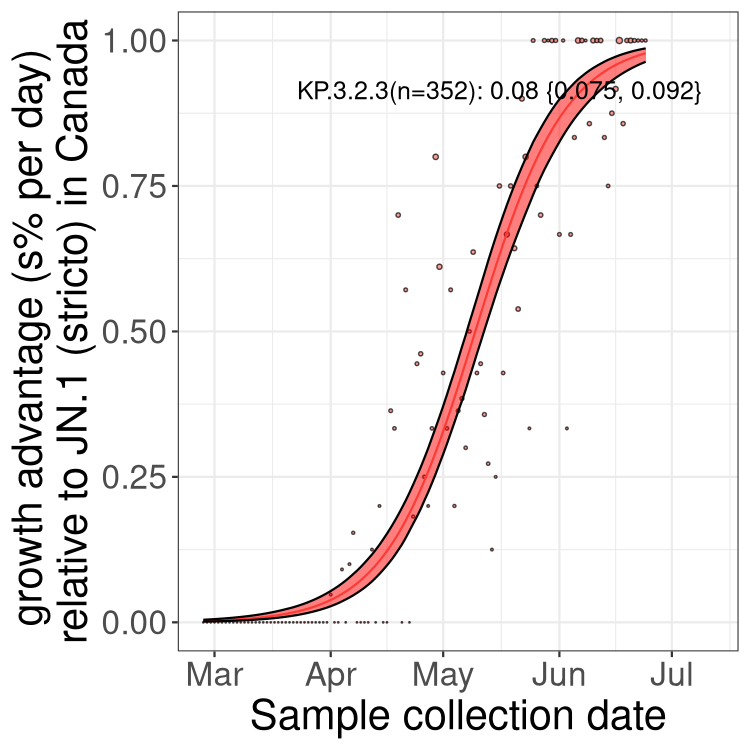 growth advantage (s% per day)
relative to JN.1 (stricto) in Canada
1.00
0.75
0.50
0.25
0.00
KP.3.2.3(n=352): 0.08 {0.075, 0.092}
Mar Apr May Jun Jul
Sample collection date